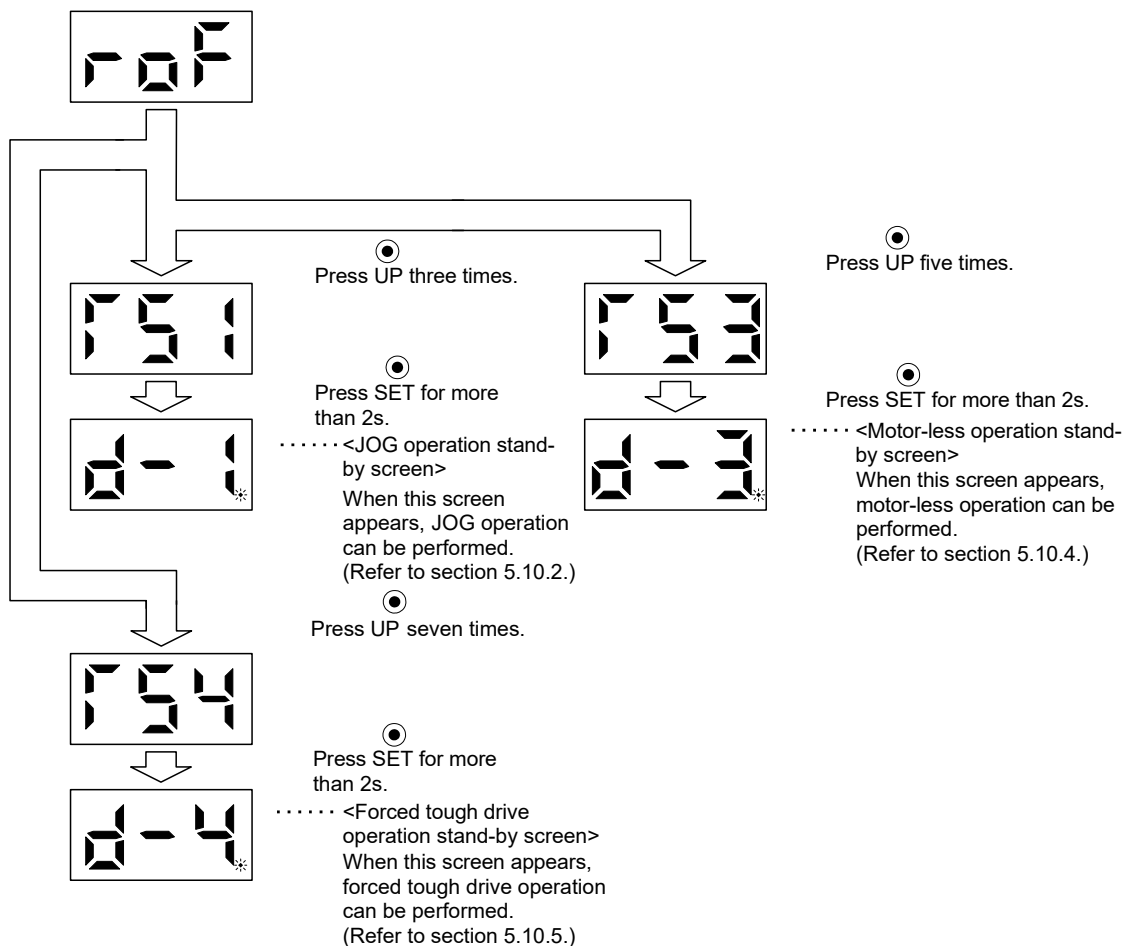 roF
Press UP three times.
Press UP five times.
TS1
TS3
Press SET for more
than 2s.
Press SET for more than 2s.
d-1
······<JOG operation stand-
by screen>
When this screen
appears, JOG operation
can be performed.
(Refer to section 5.10.2.)
d-3
······<Motor-less operation stand-
by screen>
When this screen appears,
motor-less operation can be
performed.
(Refer to section 5.10.4.)
Press UP seven times.
TS4
Press SET for more
than 2s.
d-4
······<Forced tough drive
operation stand-by screen>
When this screen appears,
forced tough drive operation
can be performed.
(Refer to section 5.10.5.)